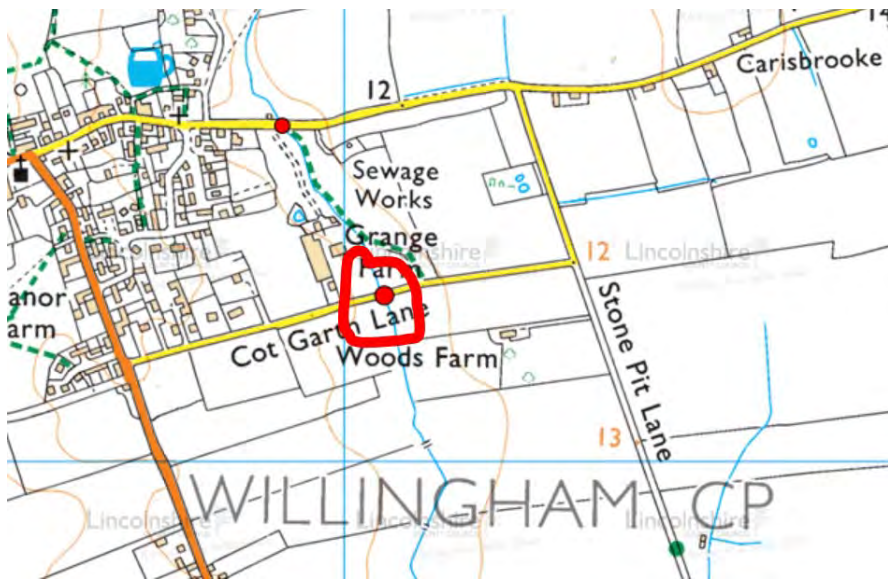 14
Carisbrooke
12
Sewage
Works
Grange
Farm
Lincolnshire
Lincolnshire
12
anor
arm
Cot Garth Lane
Woods Farm
Stone Pit Lane
13
WILLINGHAM CP
Lincolnshire
Lincolnshire
Lincolnshire